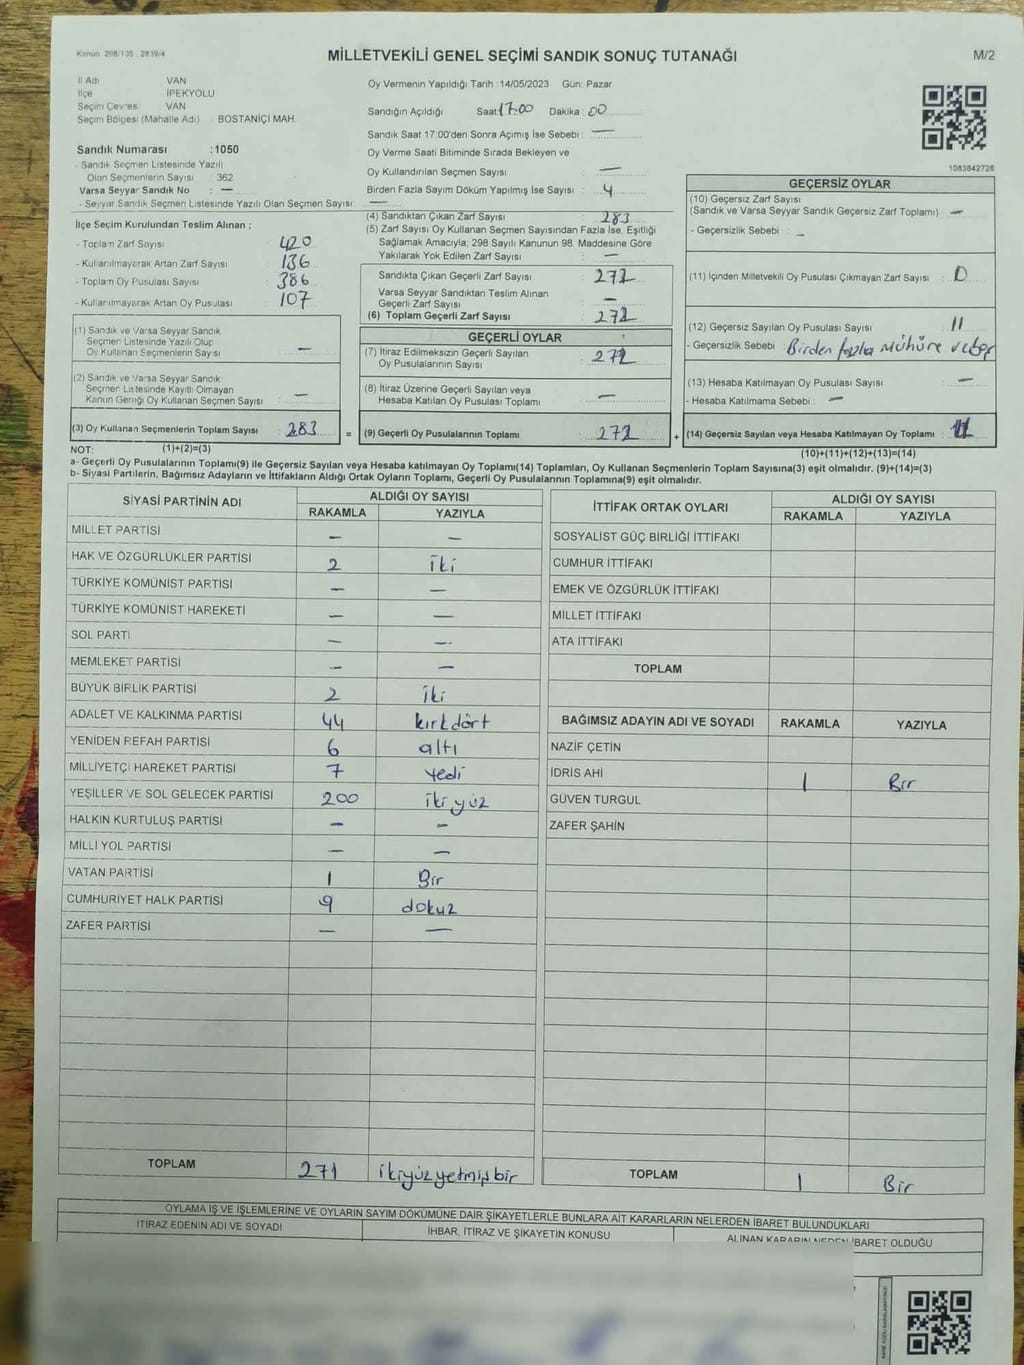 Kanun 298/105, 2839/4
MİLLETVEKİLİ GENEL SEÇİMİ SANDIK SONUÇ TUTANAĞI
M/2
İl Adı VAN
İlçe İPEKYOLU
Seçim Çevres VAN
Seçim Bölgesi (Mahalle Adı) : BOSTANİÇİ MAH.
Sandık Numarası :1050
- Sandık Seçmen Listesinde Yazılı
Olan Seçmenlerin Sayısı : 362
Varsa Seyyar Sandık No : —
- Seyyar Sandık Seçmen Listesinde Yazılı Olan Seçmen Sayısı: —
Oy Vermenin Yapıldığı Tarih :14/05/2023 Gün: Pazar
Sandığın Açıldığı Saat:17:00 Dakika : 00
Sandık Saat 17:00'den Sonra Açılmış İse Sebebi : —
Oy Verme Saati Bitiminde Sırada Bekleyen ve
Oy Kullandırılan Seçmen Sayısı : —
Birden Fazla Sayım Döküm Yapılmış İse Sayısı : 4
1083842728
İlçe Seçim Kurulundan Teslim Alınan ;
- Toplam Zarf Sayısı : 420
- Kullanılmayarak Artan Zarf Sayısı : 136
- Toplam Oy Pusulası Sayısı : 386
- Kullanılmayarak Artan Oy Pusulası : 107
(1) Sandık ve Varsa Seyyar Sandık
Seçmen Listesinde Yazılı Olup
Oy Kullanan Seçmenlerin Sayısı : —
(2) Sandık ve Varsa Seyyar Sandık
Seçmen Listesinde Kayıtlı Olmayan
Kanun Gereği Oy Kullanan Seçmen Sayısı : —
(3) Oy Kullanan Seçmenlerin Toplam Sayısı : 283 =
(1)+(2)=(3)
(4) Sandıktan Çıkan Zarf Sayısı : 283
(5) Zarf Sayısı Oy Kullanan Seçmen Sayısından Fazla İse, Eşitliği
Sağlamak Amacıyla, 298 Sayılı Kanunun 98. Maddesine Göre
Yakılarak Yok Edilen Zarf Sayısı : —
Sandıkta Çıkan Geçerli Zarf Sayısı : 272
Varsa Seyyar Sandıktan Teslim Alınan
Geçerli Zarf Sayısı : —
(6) Toplam Geçerli Zarf Sayısı : 272
GEÇERLİ OYLAR
(7) İtiraz Edilmeksizin Geçerli Sayılan
Oy Pusulalarının Sayısı : 272
(8) İtiraz Üzerine Geçerli Sayılan veya
Hesaba Katılan Oy Pusulası Toplamı : —
(9) Geçerli Oy Pusulalarının Toplamı : 272 +
GEÇERSİZ OYLAR
(10) Geçersiz Zarf Sayısı
(Sandık ve Varsa Seyyar Sandık Geçersiz Zarf Toplamı) : —
- Geçersizlik Sebebi : —
(11) İçinden Milletvekili Oy Pusulası Çıkmayan Zarf Sayısı : 0
(12) Geçersiz Sayılan Oy Pusulası Sayısı : 11
- Geçersizlik Sebebi : Birden fazla Mühüre
(13) Hesaba Katılmayan Oy Pusulası Sayısı : —
- Hesaba Katılmama Sebebi : —
(14) Geçersiz Sayılan veya Hesaba Katılmayan Oy Toplamı : 11
(10)+(11)+(12)+(13)=(14)
NOT:
a- Geçerli Oy Pusulalarının Toplamı(9) ile Geçersiz Sayılan veya Hesaba katılmayan Oy Toplamı(14) Toplamları, Oy Kullanan Seçmenlerin Toplam Sayısına(3) eşit olmalıdır. (9)+(14)=(3)
b- Siyasi Partilerin, Bağımsız Adayların ve İttifakların Aldığı Ortak Oyların Toplamı, Geçerli Oy Pusulalarının Toplamına(9) eşit olmalıdır.
SİYASİ PARTİNİN ADI ALDIĞI OY SAYISI
RAKAMLA YAZIYLA
MİLLET PARTİSİ — —
HAK VE ÖZGÜRLÜKLER PARTİSİ 2 iki
TÜRKİYE KOMÜNİST PARTİSİ — —
TÜRKİYE KOMÜNİST HAREKETİ — —
SOL PARTİ — —
MEMLEKET PARTİSİ — —
BÜYÜK BİRLİK PARTİSİ 2 iki
ADALET VE KALKINMA PARTİSİ 44 kırkdört
YENİDEN REFAH PARTİSİ 6 altı
MİLLİYETÇİ HAREKET PARTİSİ 7 yedi
YEŞİLLER VE SOL GELECEK PARTİSİ 200 iki yüz
HALKIN KURTULUŞ PARTİSİ — —
MİLLİ YOL PARTİSİ — —
VATAN PARTİSİ 1 Bir
CUMHURİYET HALK PARTİSİ 9 dokuz
ZAFER PARTİSİ — —
TOPLAM 271 ikiyüzyetmişbir
İTTİFAK ORTAK OYLARI ALDIĞI OY SAYISI
RAKAMLA YAZIYLA
SOSYALİST GÜÇ BİRLİĞİ İTTİFAKI
CUMHUR İTTİFAKI
EMEK VE ÖZGÜRLÜK İTTİFAKI
MİLLET İTTİFAKI
ATA İTTİFAKI
TOPLAM
BAĞIMSIZ ADAYIN ADI VE SOYADI RAKAMLA YAZIYLA
NAZİF ÇETİN
İDRİS AHİ 1 Bir
GÜVEN TURGUL
ZAFER ŞAHİN
TOPLAM 1 Bir
OYLAMA İŞ VE İŞLEMLERİNE VE OYLARIN SAYIM DÖKÜMÜNE DAİR ŞİKAYETLERLE BUNLARA AİT KARARLARIN NELERDEN İBARET BULUNDUKLARI
İTİRAZ EDENİN ADI VE SOYADI İHBAR, İTİRAZ VE ŞİKAYETİN KONUSU ALINAN KARARIN NEDEN İBARET OLDUĞU